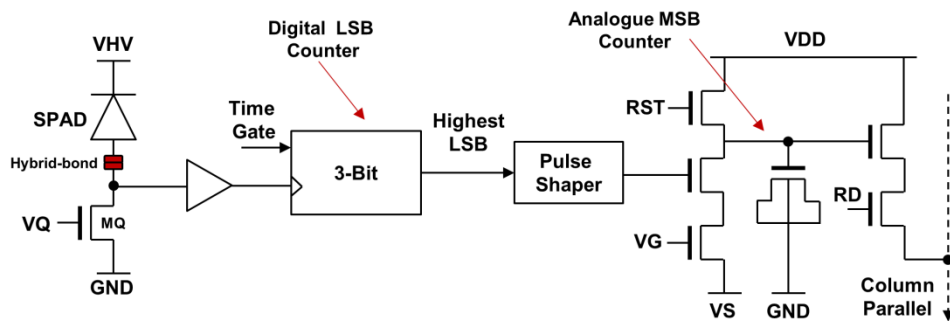 Digital LSB
Counter
Analogue MSB
Counter
VHV
VDD
SPAD
Time
Gate
RST
Highest
LSB
Hybrid-bond
3-Bit
Pulse
Shaper
VQ
MQ
RD
VG
GND
VS
GND
Column
Parallel